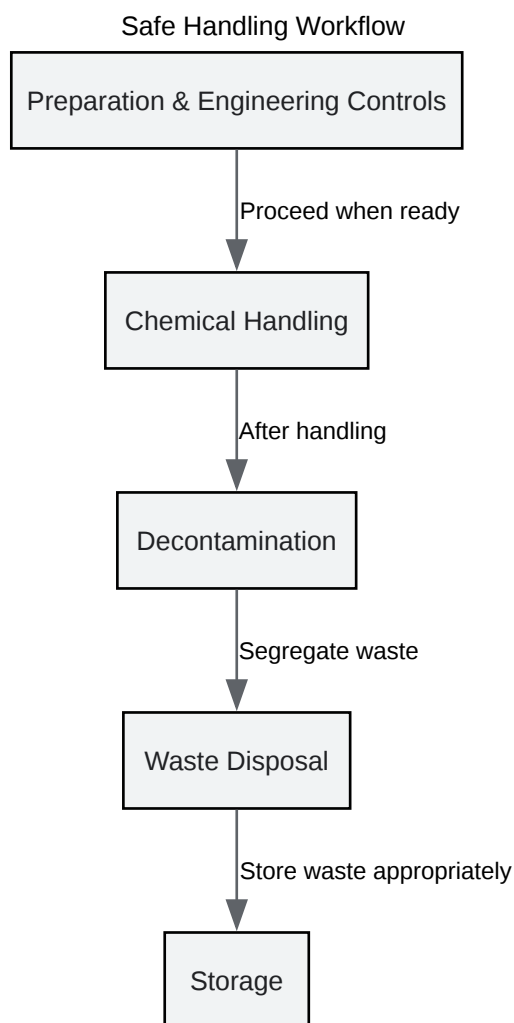 Safe Handling Workflow
Preparation & Engineering Controls
Proceed when ready
Chemical Handling
After handling
Decontamination
Segregate waste
Waste Disposal
Store waste appropriately
Storage